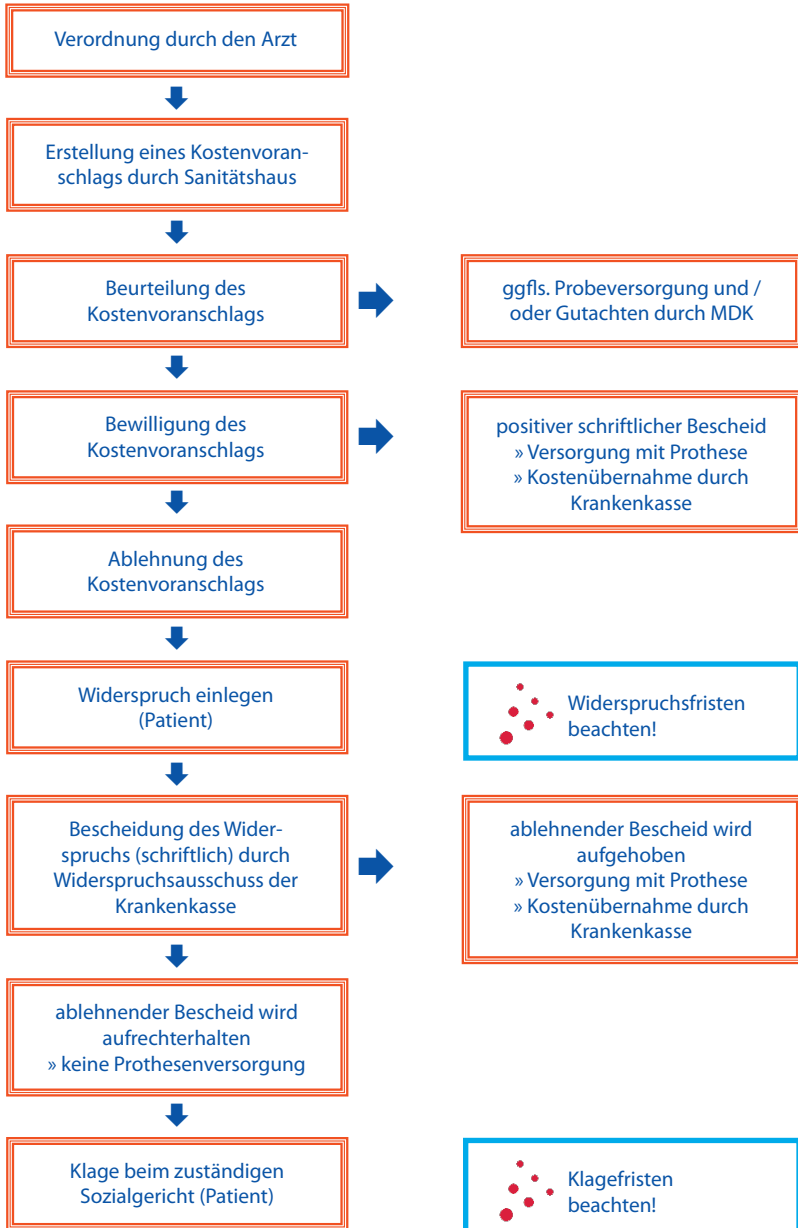 Verordnung durch den Arzt
Erstellung eines Kostenvoran-
schlags durch Sanitätshaus
Beurteilung des
Kostenvoranschlags
ggfls. Probeversorgung und /
oder Gutachten durch MDK
Bewilligung des
Kostenvoranschlags
positiver schriftlicher Bescheid
» Versorgung mit Prothese
» Kostenübernahme durch
Krankenkasse
Ablehnung des
Kostenvoranschlags
Widerspruch einlegen
(Patient)
Widerspruchsfristen
beachten!
Bescheidung des Wider-
spruchs (schriftlich) durch
Widerspruchsausschuss der
Krankenkasse
ablehnender Bescheid wird
aufgehoben
» Versorgung mit Prothese
» Kostenübernahme durch
Krankenkasse
ablehnender Bescheid wird
aufrechterhalten
» keine Prothesenversorgung
Klage beim zuständigen
Sozialgericht (Patient)
Klagefristen
beachten!